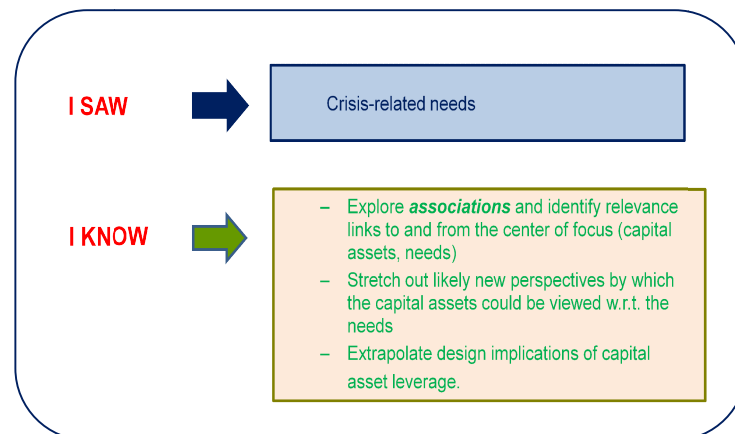 I SAW
Crisis-related needs
I KNOW
– Explore associations and identify relevance
links to and from the center of focus (capital
assets, needs)
– Stretch out likely new perspectives by which
the capital assets could be viewed w.r.t. the
needs
– Extrapolate design implications of capital
asset leverage.